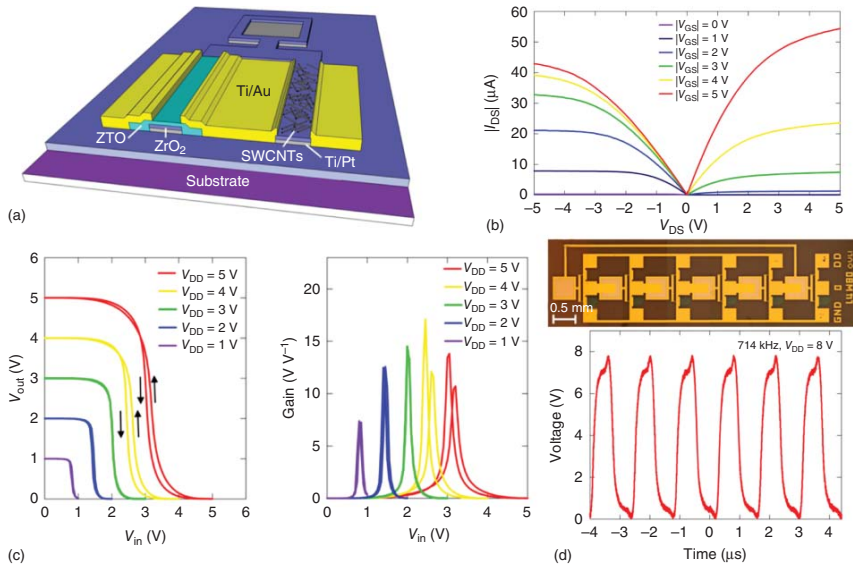 Ti/Au
ZTO
ZrO2
SWCNTs
Ti/Pt
Substrate
(a)
60
50
40
30
20
10
0
|IDS| (μA)
|VGS| = 0 V
|VGS| = 1 V
|VGS| = 2 V
|VGS| = 3 V
|VGS| = 4 V
|VGS| = 5 V
−5 −4 −3 −2 −1 0 1 2 3 4 5
VDS (V)
(b)
6
5
4
3
2
1
0
Vout (V)
VDD = 5 V
VDD = 4 V
VDD = 3 V
VDD = 2 V
VDD = 1 V
0 1 2 3 4 5 6
Vin (V)
(c)
20
15
10
5
0
Gain (V V−1)
VDD = 5 V
VDD = 4 V
VDD = 3 V
VDD = 2 V
VDD = 1 V
0 1 2 3 4 5
Vin (V)
0.5 mm
GND
DD
8
6
4
2
0
Voltage (V)
714 kHz, VDD = 8 V
−4 −3 −2 −1 0 1 2 3 4
Time (μs)
(d)